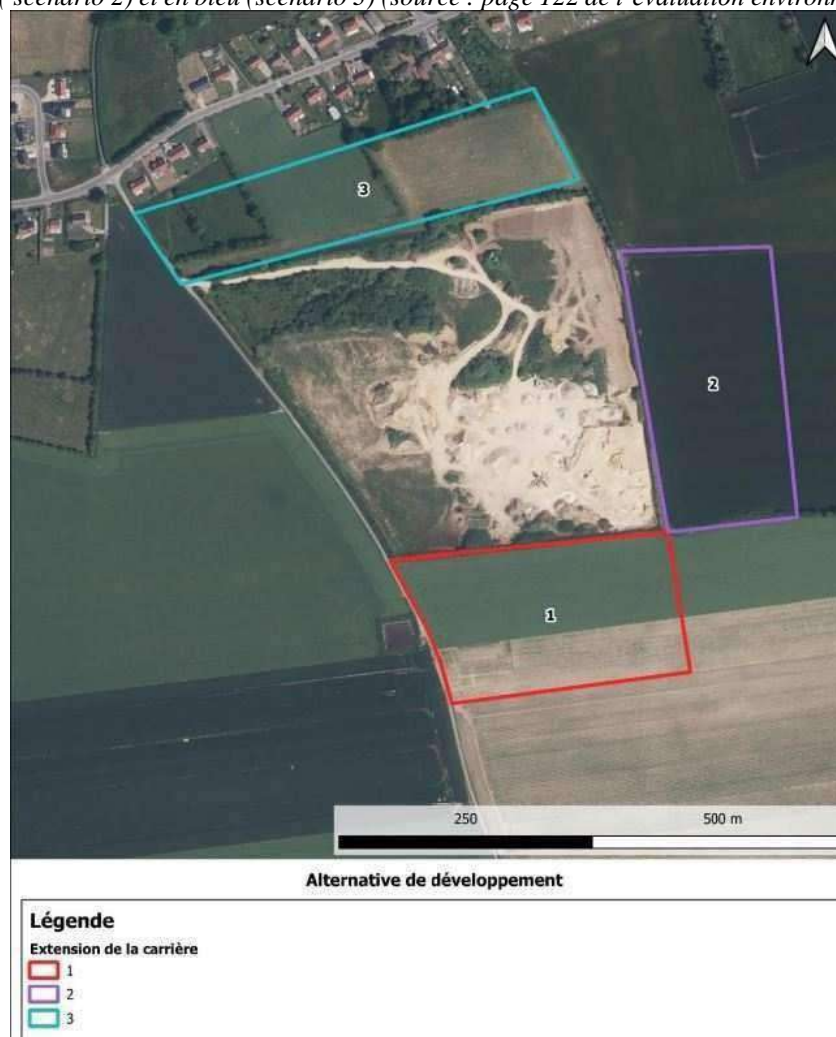 scénario 2) et en bleu (scénario 3) (source : page 122 de l'évaluation
3
2
1
250 500 m
Alternative de développement
Légende
Extension de la carrière
1
2
3